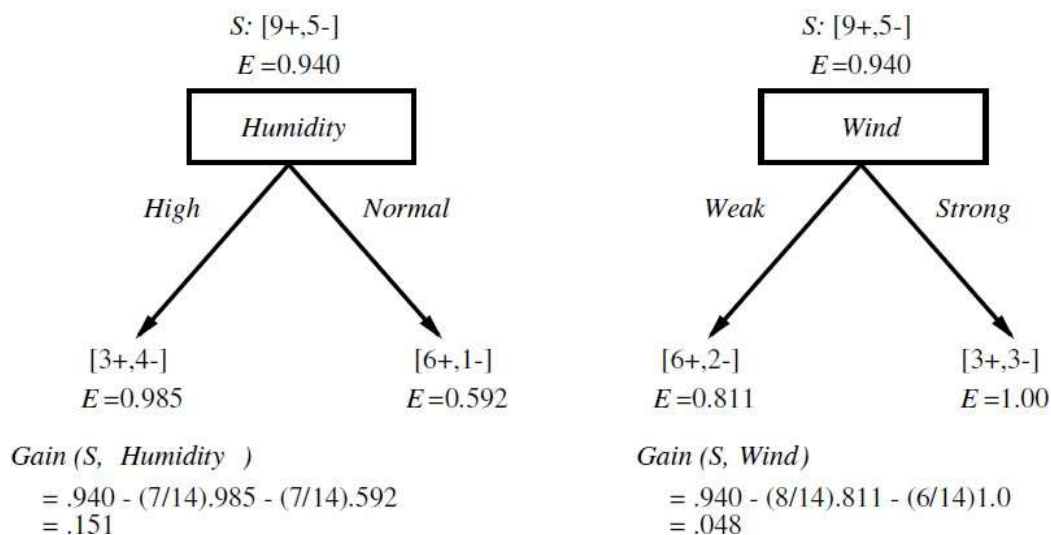 S: [9+,5-]
E =0.940
Humidity
High
Normal
[3+,4-]
E =0.985
[6+,1-]
E =0.592
Gain (S, Humidity )
= .940 - (7/14).985 - (7/14).592
= .151
S: [9+,5-]
E =0.940
Wind
Weak
Strong
[6+,2-]
E =0.811
[3+,3-]
E =1.00
Gain (S, Wind)
= .940 - (8/14).811 - (6/14)1.0
= .048